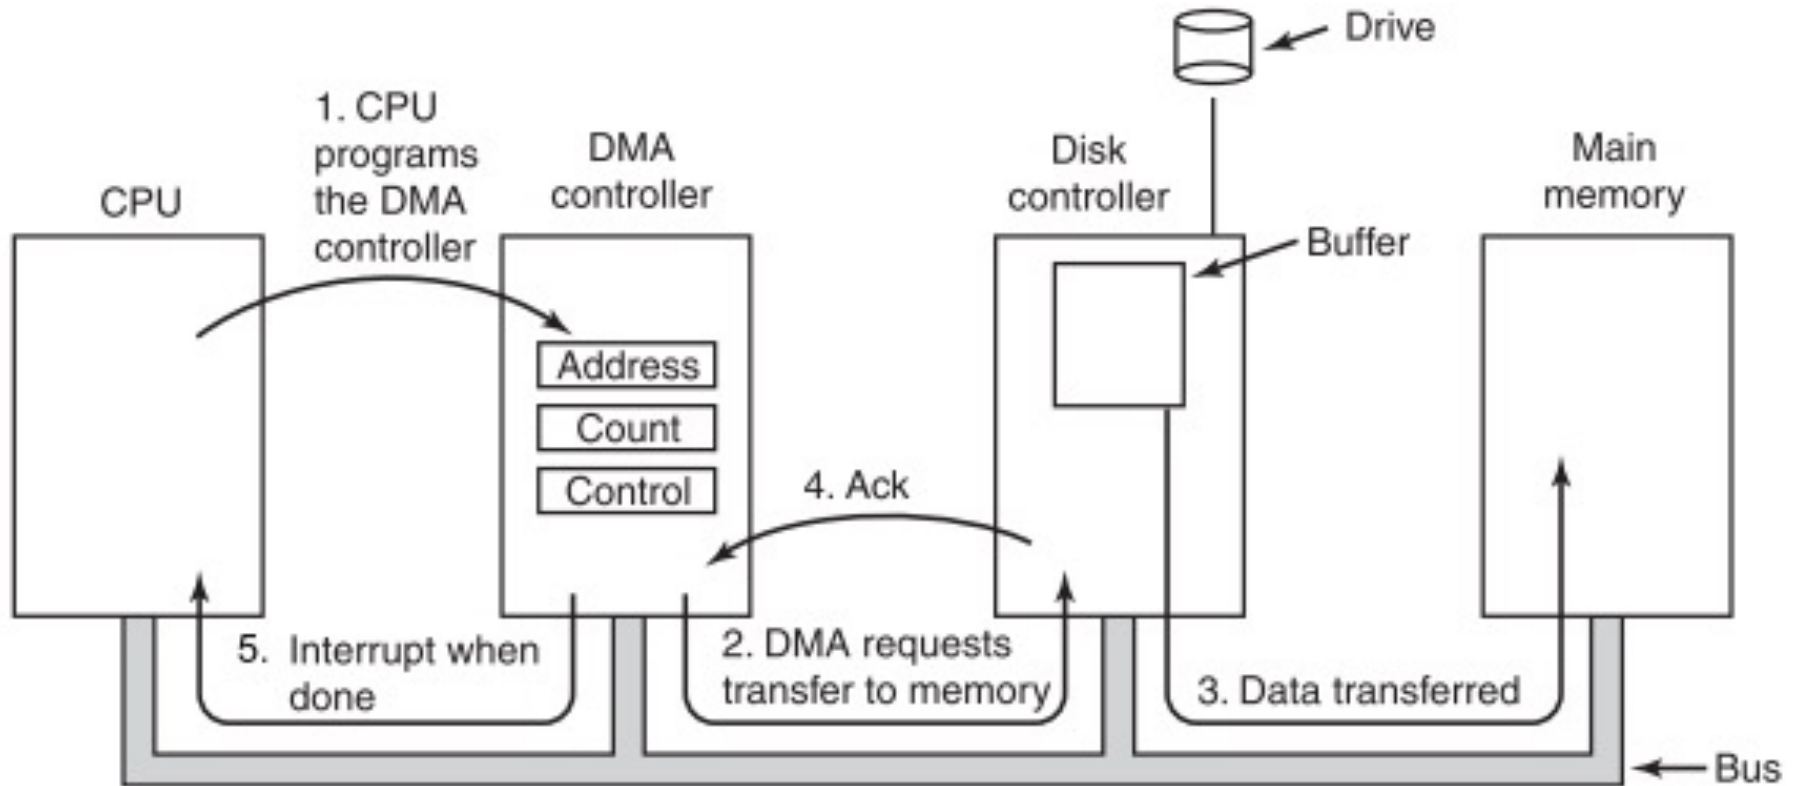 Drive
1. CPU
programs
the DMA
controller
CPU
DMA
controller
Disk
controller
Main
memory
Buffer
Address
Count
Control
4. Ack
5. Interrupt when
done
2. DMA requests
transfer to memory
3. Data transferred
Bus